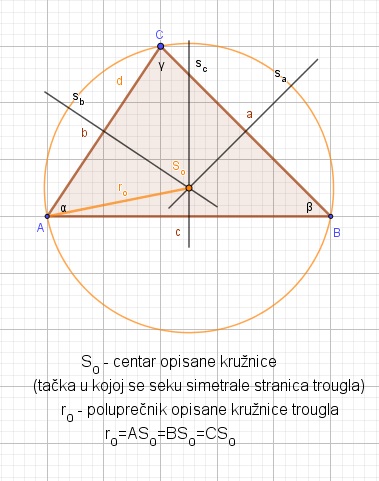 C
d
γ
s_c
s_a
s_b
b
a
S_o
r_o
A
α
β
B
c
S_o - centar opisane kružnice
(tačka u kojoj se seku simetrale stranica trougla)
r_o - poluprečnik opisane kružnice trougla
r_o=AS_o=BS_o=CS_o